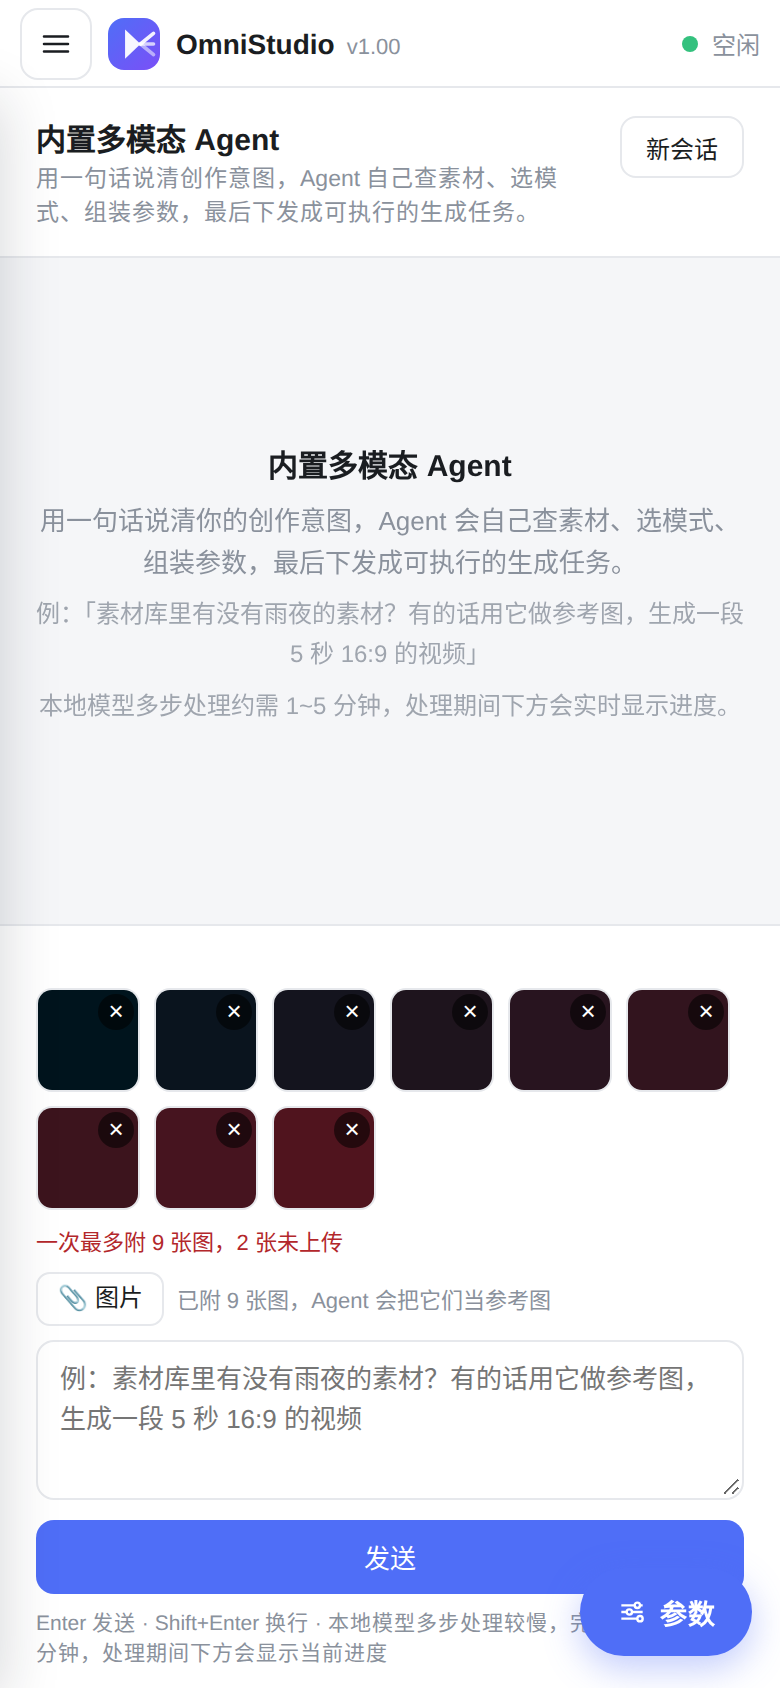 OmniStudio v1.00
空闲
内置多模态 Agent
新会话
用一句话说清创作意图，Agent 自己查素材、选模
式、组装参数，最后下发成可执行的生成任务。
内置多模态 Agent
用一句话说清你的创作意图，Agent 会自己查素材、选模式、
组装参数，最后下发成可执行的生成任务。
例：「素材库里有没有雨夜的素材？有的话用它做参考图，生成一段
5 秒 16:9 的视频」
本地模型多步处理约需 1~5 分钟，处理期间下方会实时显示进度。
一次最多附 9 张图，2 张未上传
📎 图片
已附 9 张图，Agent 会把它们当参考图
例：素材库里有没有雨夜的素材？有的话用它做参考图，
生成一段 5 秒 16:9 的视频
发送
Enter 发送 · Shift+Enter 换行 · 本地模型多步处理较慢，
分钟，处理期间下方会显示当前进度
参数